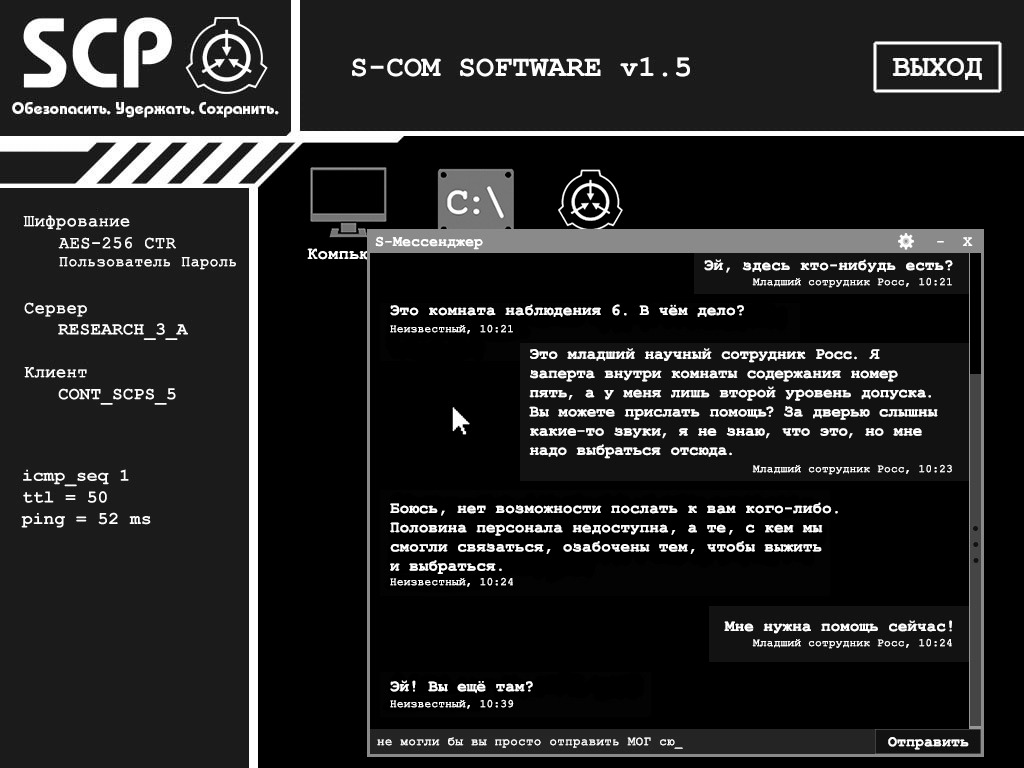 SCP
Обезопасить. Удержать. Сохранить.
S-COM SOFTWARE v1.5
ВЫХОД
Шифрование
AES-256 CTR
Пользователь Пароль
Сервер
RESEARCH_3_A
Клиент
CONT_SCPS_5
icmp_seq 1
ttl = 50
ping = 52 ms
C:\
Компьк
S-Мессенджер
- X
Эй, здесь кто-нибудь есть?
Младший сотрудник Росс, 10:21
Это комната наблюдения 6. В чём дело?
Неизвестный, 10:21
Это младший научный сотрудник Росс. Я
заперта внутри комнаты содержания номер
пять, а у меня лишь второй уровень допуска.
Вы можете прислать помощь? За дверью слышны
какие-то звуки, я не знаю, что это, но мне
надо выбраться отсюда.
Младший сотрудник Росс, 10:23
Боюсь, нет возможности послать к вам кого-либо.
Половина персонала недоступна, а те, с кем мы
смогли связаться, озабочены тем, чтобы выжить
и выбраться.
Неизвестный, 10:24
Мне нужна помощь сейчас!
Младший сотрудник Росс, 10:24
Эй! Вы ещё там?
Неизвестный, 10:39
не могли бы вы просто отправить МОГ сю_
Отправить